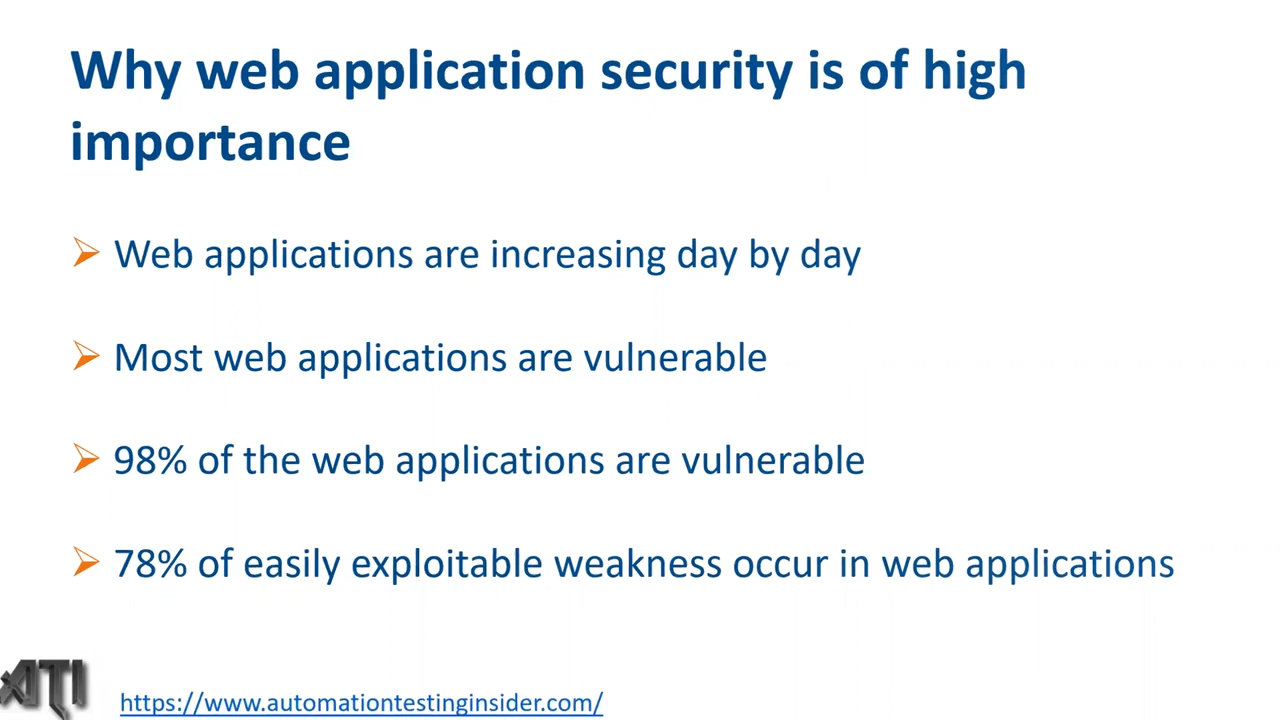 Why web application security is of high
importance
Web applications are increasing day by day
Most web applications are vulnerable
98% of the web applications are vulnerable
78% of easily exploitable weakness occur in web applications
ATI
https://www.automationtestinginsider.com/